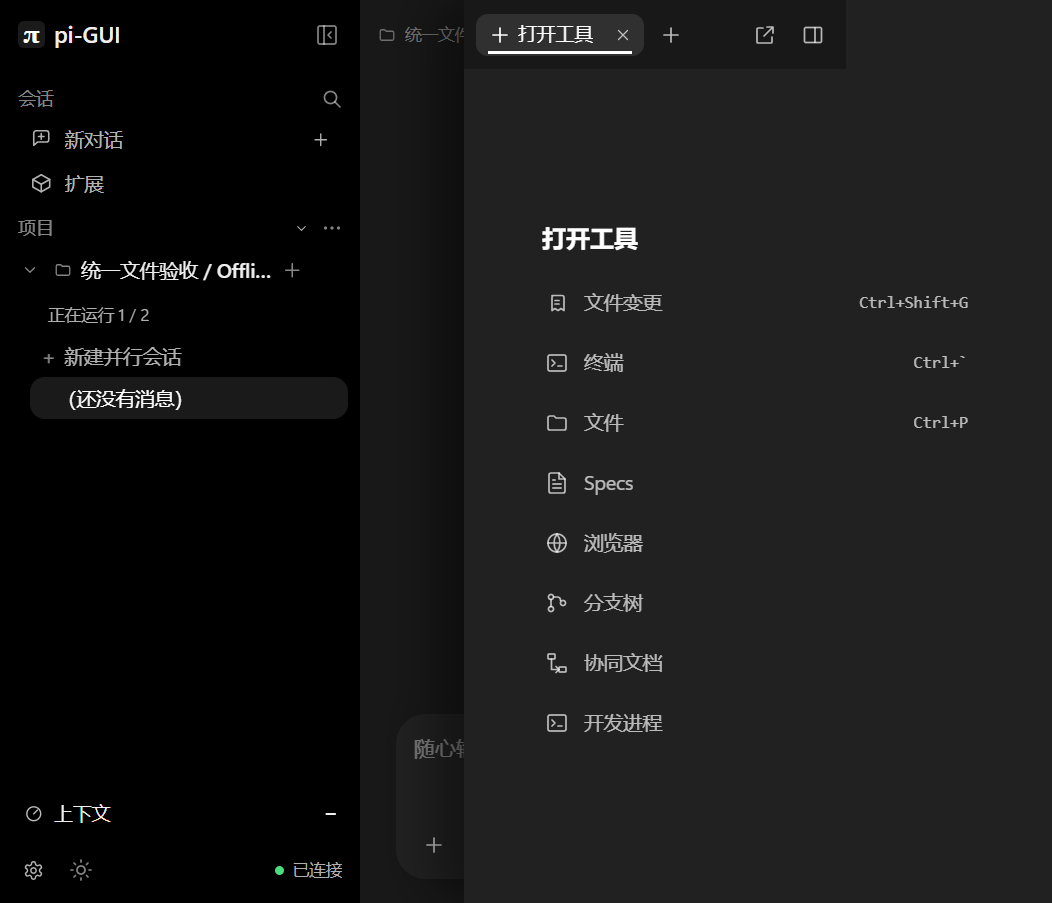 π pi-GUI
会话
新对话
扩展
项目
统一文件验收 / Offli...
正在运行 1 / 2
+ 新建并行会话
(还没有消息)
上下文 –
已连接
统一文件
打开工具
打开工具
文件变更 Ctrl+Shift+G
终端 Ctrl+`
文件 Ctrl+P
Specs
浏览器
分支树
协同文档
开发进程
随心